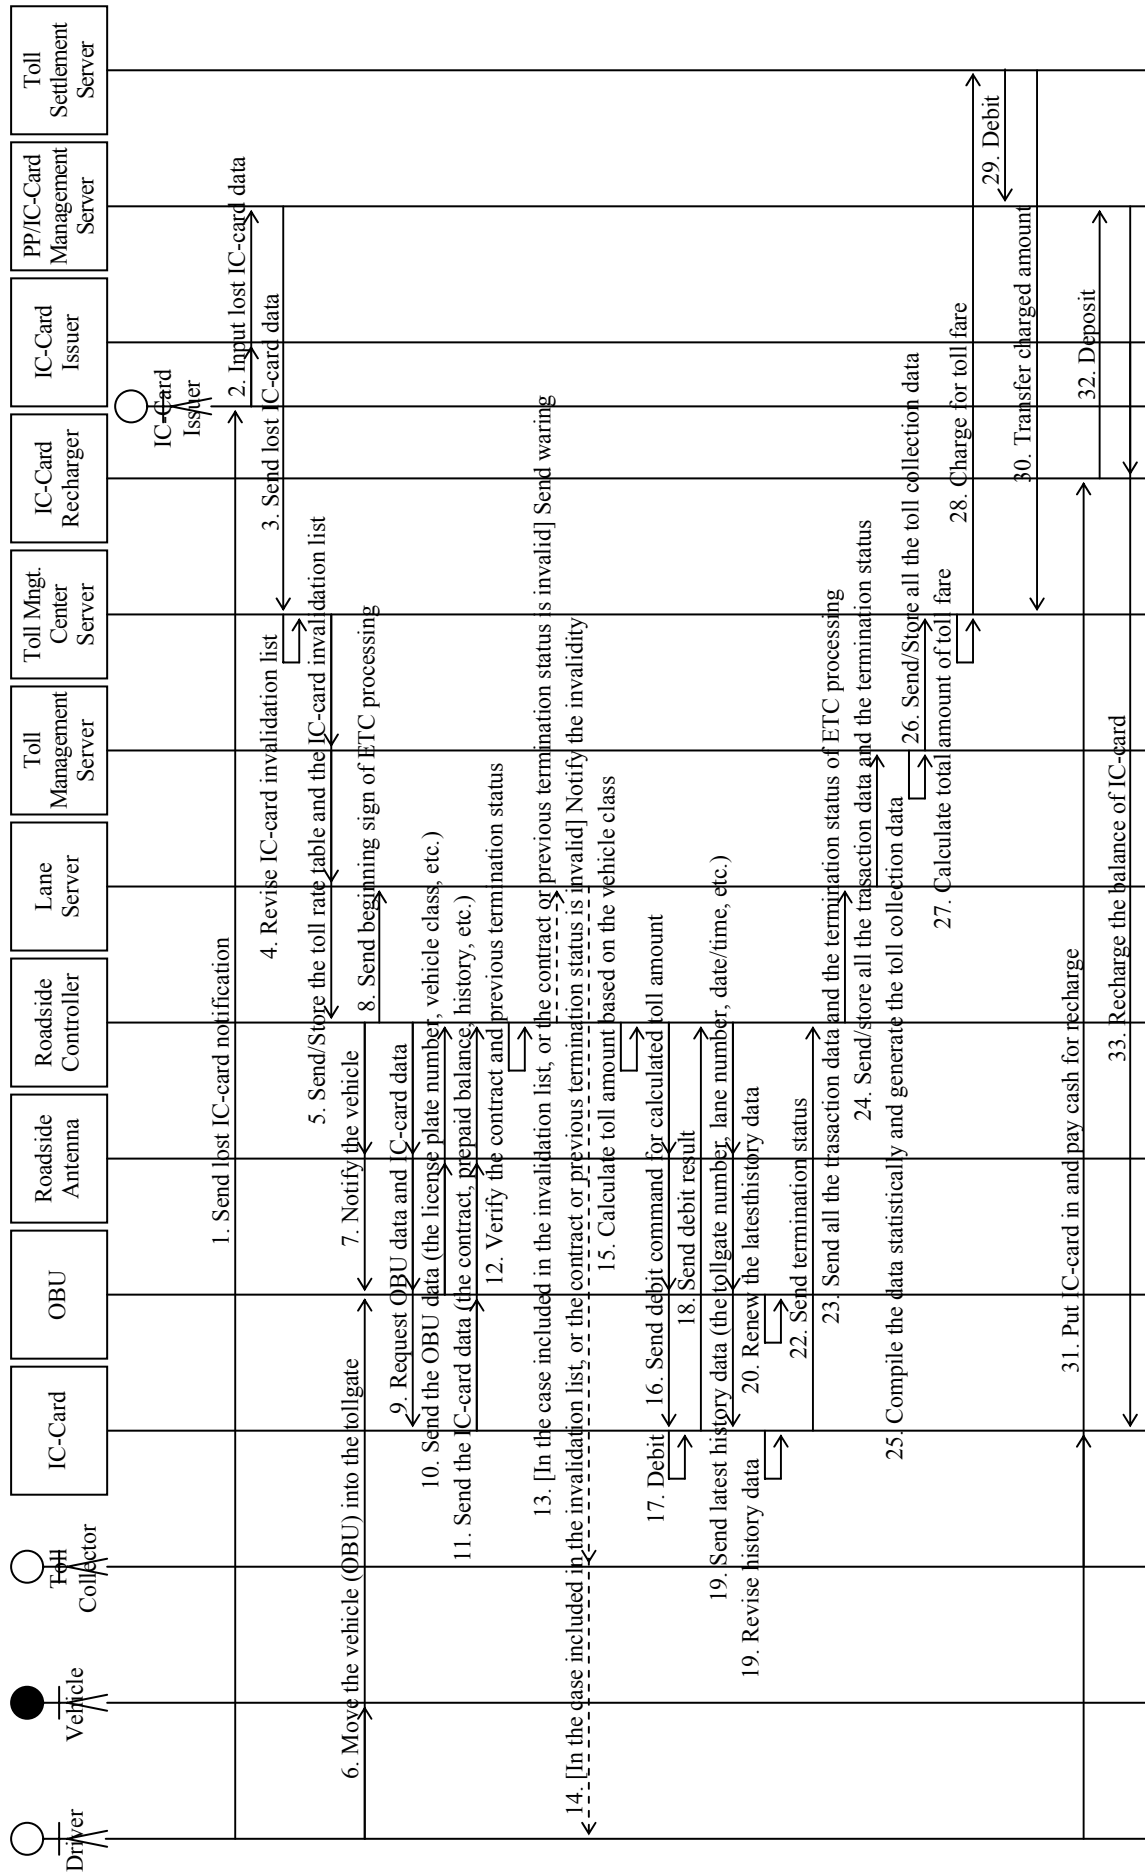 Driver
Vehicle
Toll
Collector
IC-Card
OBU
Roadside
Antenna
Roadside
Controller
Lane
Server
Toll
Management
Server
Toll Mngt.
Center
Server
IC-Card
Recharger
IC-Card
Issuer
IC-Card
Issuer
PP/IC-Card
Management
Server
Toll
Settlement
Server
1. Send lost IC-card notification
2. Input lost IC-card data
3. Send lost IC-card data
4. Revise IC-card invalidation list
5. Send/Store the toll rate table and the IC-card invalidation list
6. Move the vehicle (OBU) into the tollgate
7. Notify the vehicle
8. Send beginning sign of ETC processing
9. Request OBU data and IC-card data
10. Send the OBU data (the license plate number, vehicle class, etc.)
11. Send the IC-card data (the contract, prepaid balance, history, etc.)
12. Verify the contract and previous termination status
13. [In the case included in the invalidation list, or the contract or previous termination status is invalid] Send waring
14. [In the case included in the invalidation list, or the contract or previous termination status is invalid] Notify the invalidity
15. Calculate toll amount based on the vehicle class
16. Send debit command for calculated toll amount
17. Debit
18. Send debit result
19. Send latest history data (the tollgate number, lane number, date/time, etc.)
19. Revise history data
20. Renew the latesthistory data
22. Send termination status
23. Send all the trasaction data and the termination status of ETC processing
24. Send/store all the trasaction data and the termination status
25. Compile the data statistically and generate the toll collection data
26. Send/Store all the toll collection data
27. Calculate total amount of toll fare
28. Charge for toll fare
29. Debit
30. Transfer charged amount
31. Put IC-card in and pay cash for recharge
32. Deposit
33. Recharge the balance of IC-card